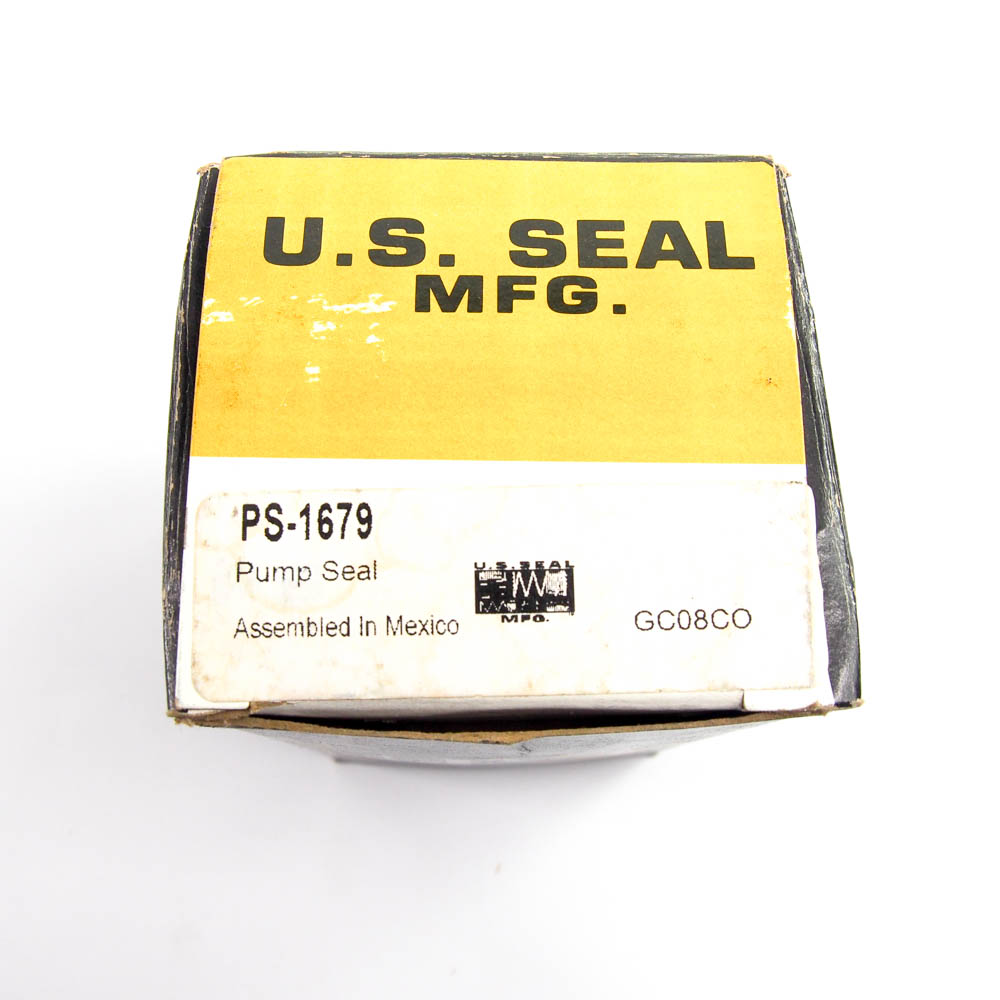 U.S. SEAL
MFG.
PS-1679
Pump Seal
U.S.SEAL
MFG.
Assembled In Mexico
GC08CO